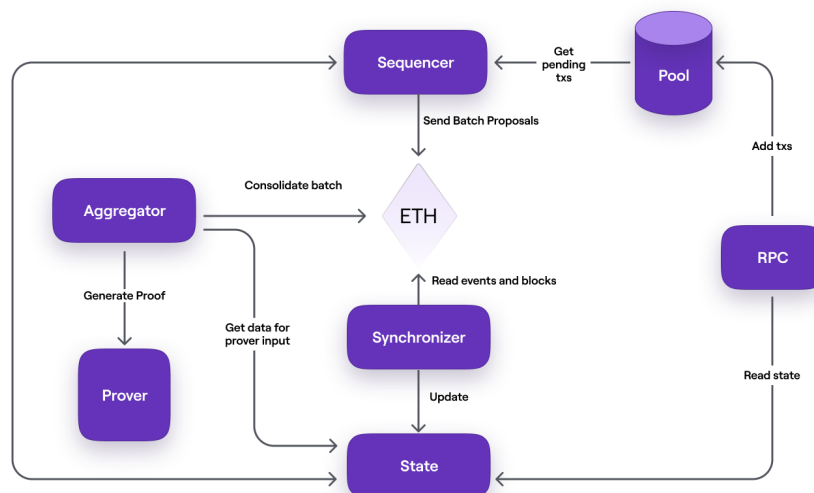 Sequencer
Get
pending
txs
Pool
Send Batch Proposals
Add txs
Consolidate batch
Aggregator
ETH
RPC
Read events and blocks
Generate Proof
Get data for
prover input
Synchronizer
Read state
Prover
Update
State